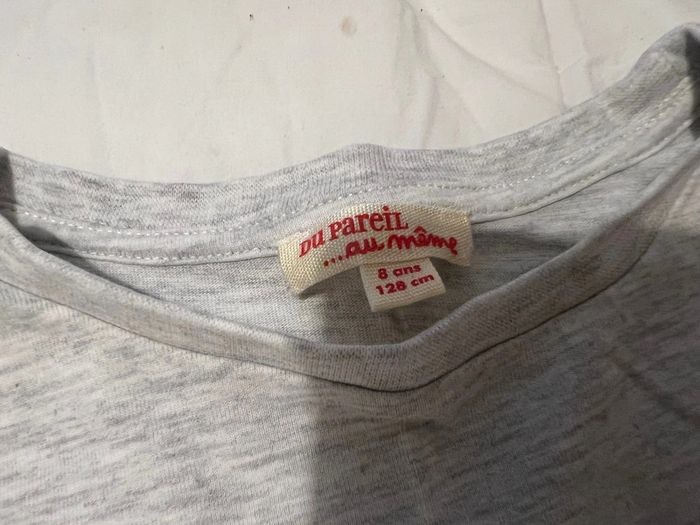 DU PAREIL
...au même
8 ans
128 cm